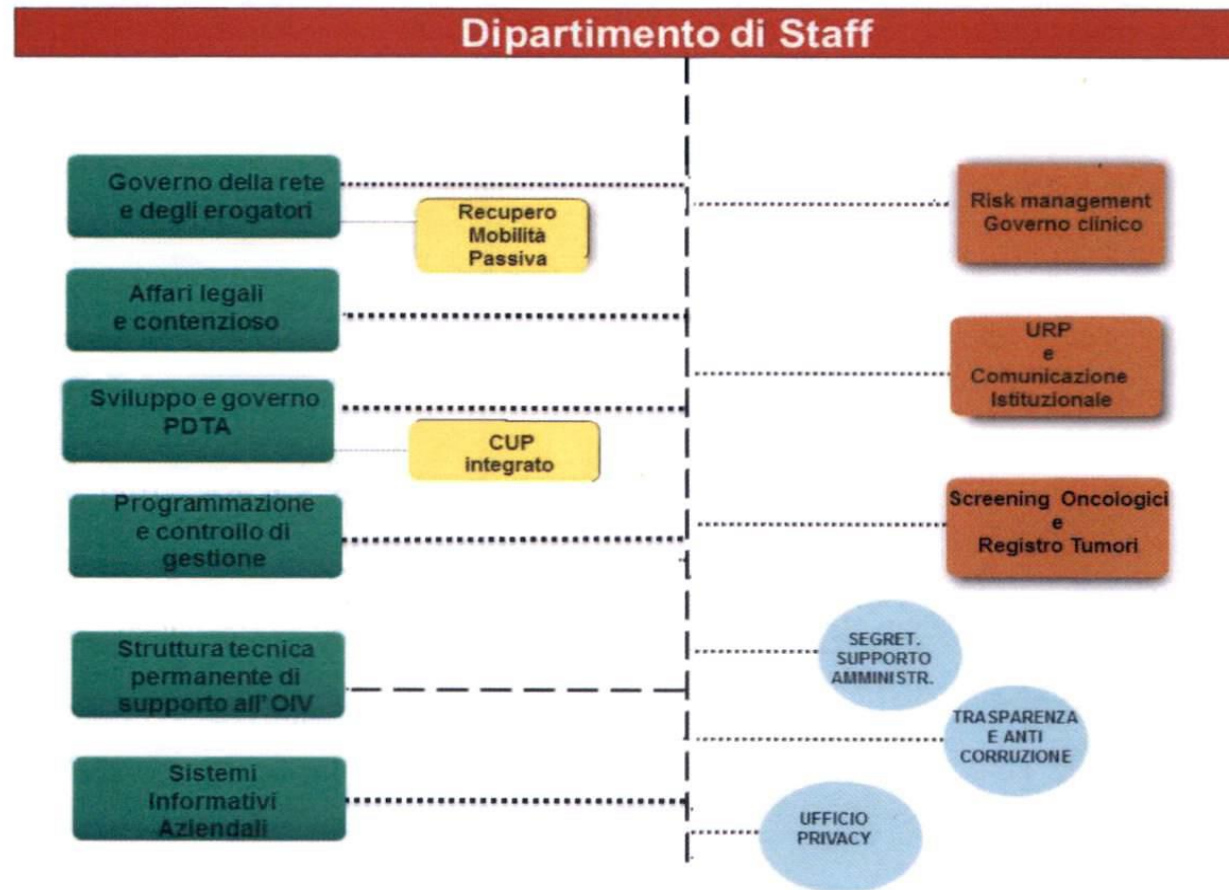 Dipartimento di Staff
Governo della rete
e degli erogatori
Recupero
Mobilità
Passiva
Affari legali
e contenzioso
Sviluppo e governo
PDTA
CUP
integrato
Programmazione
e controllo di
gestione
Struttura tecnica
permanente di
supporto all'OIV
Sistemi
Informativi
Aziendali
Risk management
Governo clinico
URP
e
Comunicazione
Istituzionale
Screening Oncologici
e
Registro Tumori
SEGRET.
SUPPORTO
AMMINISTR.
TRASPARENZA
E ANTI
CORRUZIONE
UFFICIO
PRIVACY